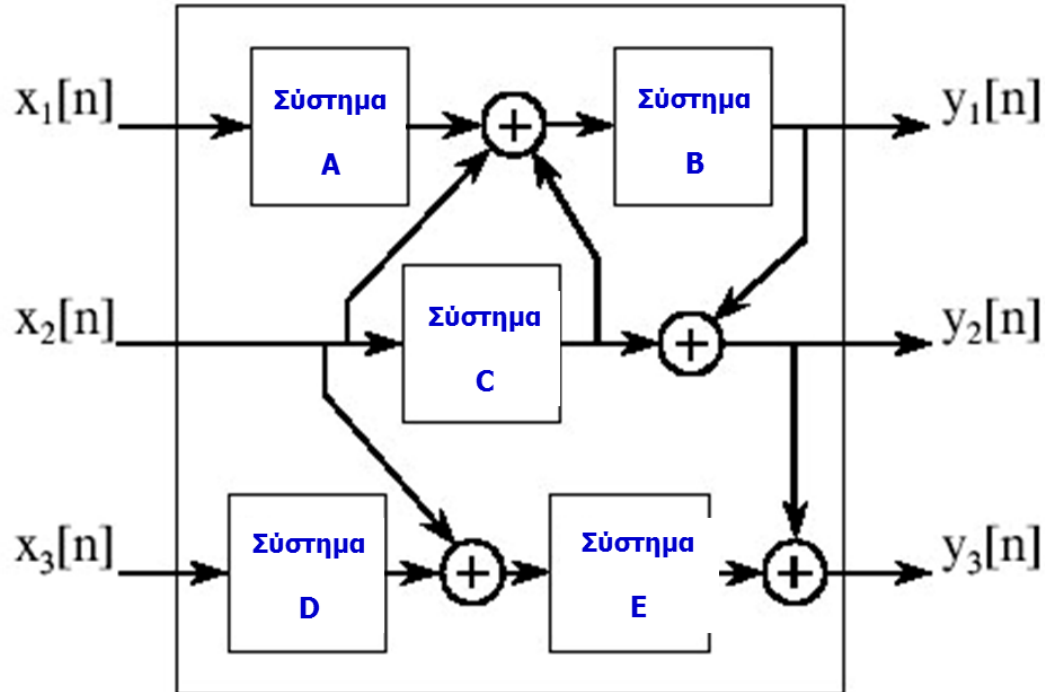 x₁[n]
Σύστημα
A
Σύστημα
B
y₁[n]
x₂[n]
Σύστημα
C
y₂[n]
x₃[n]
Σύστημα
D
Σύστημα
E
y₃[n]
+
+
+
+